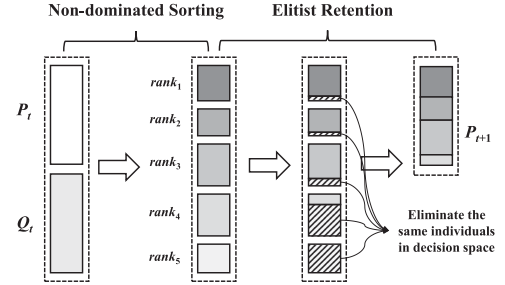 Non-dominated Sorting
Elitist Retention
P_t
Q_t
rank_1
rank_2
rank_3
rank_4
rank_5
P_{t+1}
Eliminate the
same individuals
in decision space